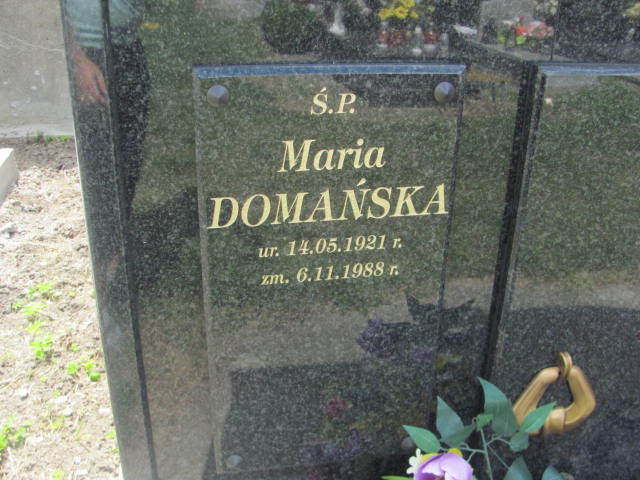 Ś.P.
Maria
DOMAŃSKA
ur. 14.05.1921 r.
zm. 6.11.1988 r.